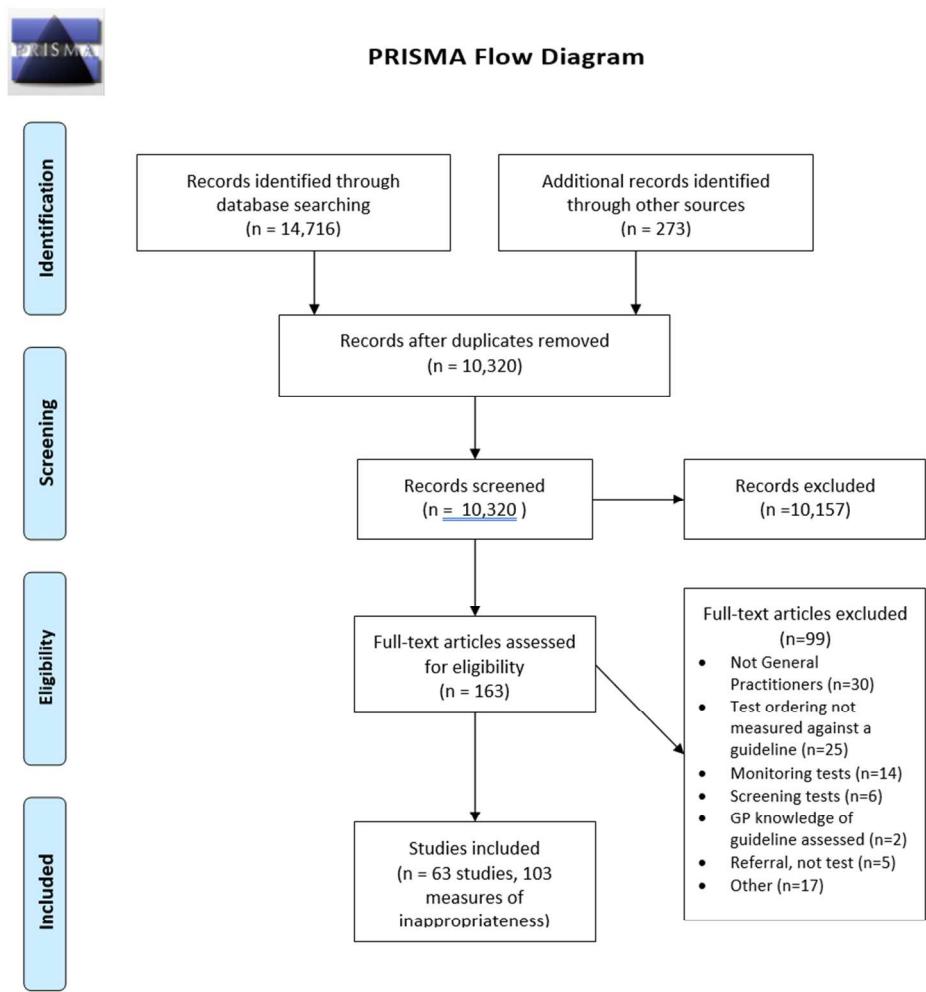 PRISMA
PRISMA Flow Diagram
Identification
Records identified through
database searching
(n = 14,716)
Additional records identified
through other sources
(n = 273)
Records after duplicates removed
(n = 10,320)
Screening
Records screened
(n = 10,320 )
Records excluded
(n =10,157)
Eligibility
Full-text articles assessed
for eligibility
(n = 163)
Full-text articles excluded
(n=99)
• Not General
Practitioners (n=30)
• Test ordering not
measured against a
guideline (n=25)
• Monitoring tests (n=14)
• Screening tests (n=6)
• GP knowledge of
guideline assessed (n=2)
• Referral, not test (n=5)
• Other (n=17)
Included
Studies included
(n = 63 studies, 103
measures of
inappropriateness)